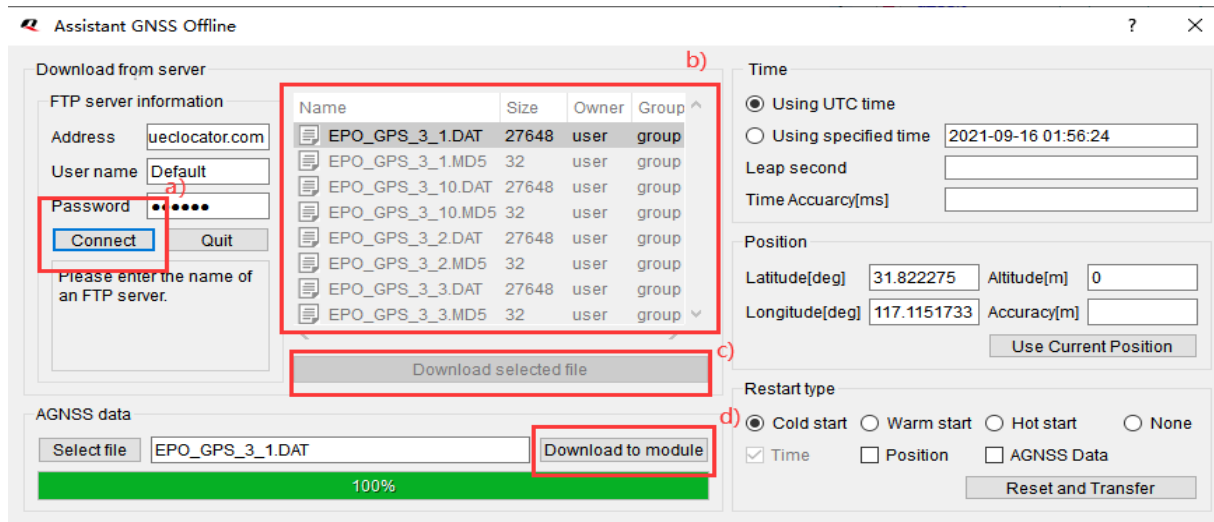 Assistant GNSS Offline
? ×
Download from server
b)
FTP server information
Address ueclocator.com
User name Default
a)
Password ●●●●●●
Connect Quit
Please enter the name of
an FTP server.
Name Size Owner Group
EPO_GPS_3_1.DAT 27648 user group
EPO_GPS_3_1.MD5 32 user group
EPO_GPS_3_10.DAT 27648 user group
EPO_GPS_3_10.MD5 32 user group
EPO_GPS_3_2.DAT 27648 user group
EPO_GPS_3_2.MD5 32 user group
EPO_GPS_3_3.DAT 27648 user group
EPO_GPS_3_3.MD5 32 user group
c)
Download selected file
AGNSS data
d)
Select file EPO_GPS_3_1.DAT Download to module
100%
Time
Using UTC time
Using specified time 2021-09-16 01:56:24
Leap second
Time Accuarcy[ms]
Position
Latitude[deg] 31.822275 Altitude[m] 0
Longitude[deg] 117.1151733 Accuracy[m]
Use Current Position
Restart type
Cold start Warm start Hot start None
Time Position AGNSS Data
Reset and Transfer